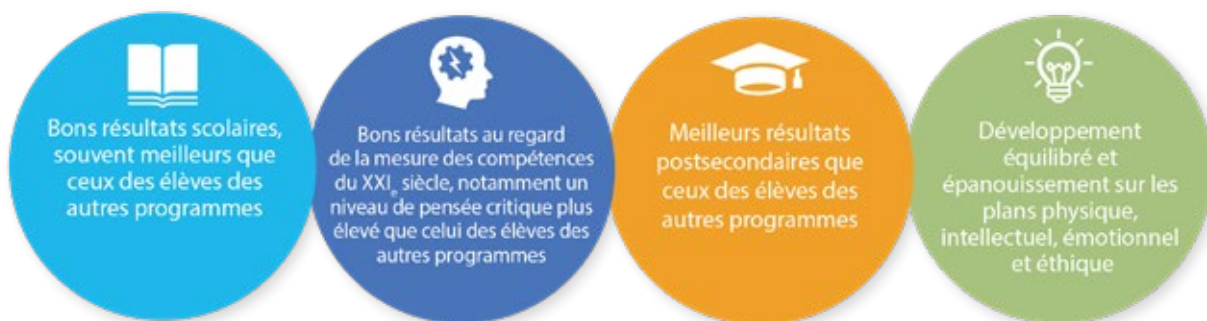 Bons résultats scolaires,
souvent meilleurs que
ceux des élèves des
autres programmes
Bons résultats au regard
de la mesure des compétences
du XXIe siècle, notamment un
niveau de pensée critique plus
élevé que celui des élèves des
autres programmes
Meilleurs résultats
postsecondaires que
ceux des élèves des
autres programmes
Développement
équilibré et
épanouissement sur les
plans physique,
intellectuel, émotionnel
et éthique